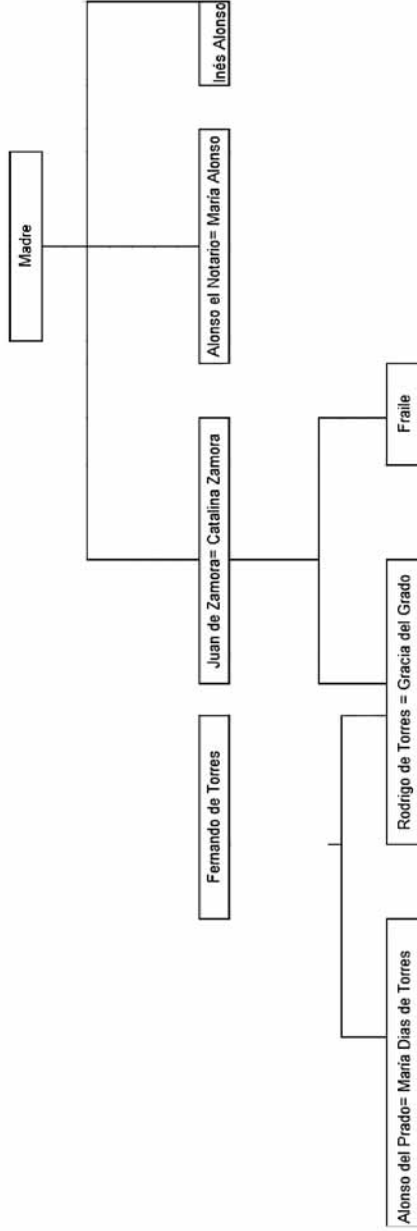 Madre
Fernando de Torres
Juan de Zamora= Catalina Zamora
Alonso el Notario= María Alonso
Inés Alonso
Alonso del Prado= María Dias de Torres
Rodrigo de Torres = Gracia del Grado
Fraile